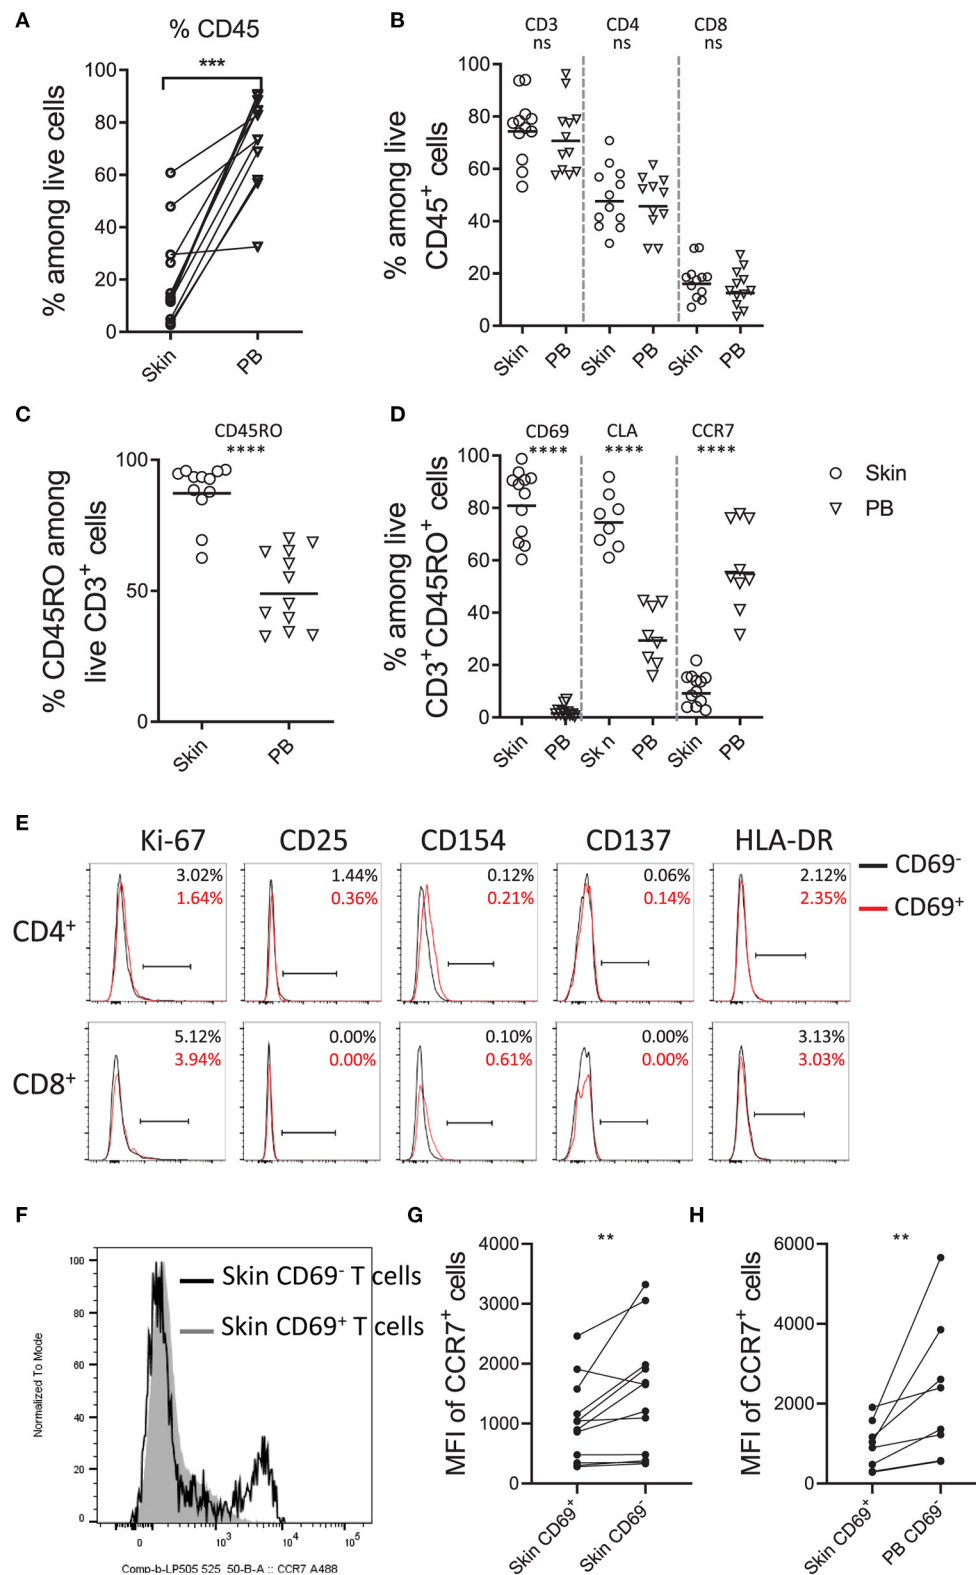 A
% CD45
***
% among live cells
100
80
60
40
20
0
Skin
PB
B
CD3
ns
CD4
ns
CD8
ns
% among live
CD45+ cells
100
80
60
40
20
0
Skin
PB
Skin
PB
Skin
PB
C
CD45RO
****
% CD45RO among
live CD3+ cells
100
50
0
Skin
PB
D
CD69
****
CLA
****
CCR7
****
% among live
CD3+CD45RO+
cells
100
80
60
40
20
0
Skin
PB
Sk n
PB
Skin
PB
Skin
PB
E
Ki-67
CD25
CD154
CD137
HLA-DR
CD69-
CD69+
CD4+
3.02%
1.64%
1.44%
0.36%
0.12%
0.21%
0.06%
0.14%
2.12%
2.35%
CD8+
5.12%
3.94%
0.00%
0.00%
0.10%
0.61%
0.00%
0.00%
3.13%
3.03%
F
Skin CD69- T cells
Skin CD69+ T cells
Normalized To Mode
100
80
60
40
20
0
0
10^3
10^4
10^5
Comp-b-LP505 525_50-B-A :: CCR7 A488
G
**
MFI of CCR7+ cells
4000
3000
2000
1000
0
Skin CD69+
Skin CD69-
H
**
MFI of CCR7+ cells
6000
4000
2000
0
Skin CD69+
PB CD69-